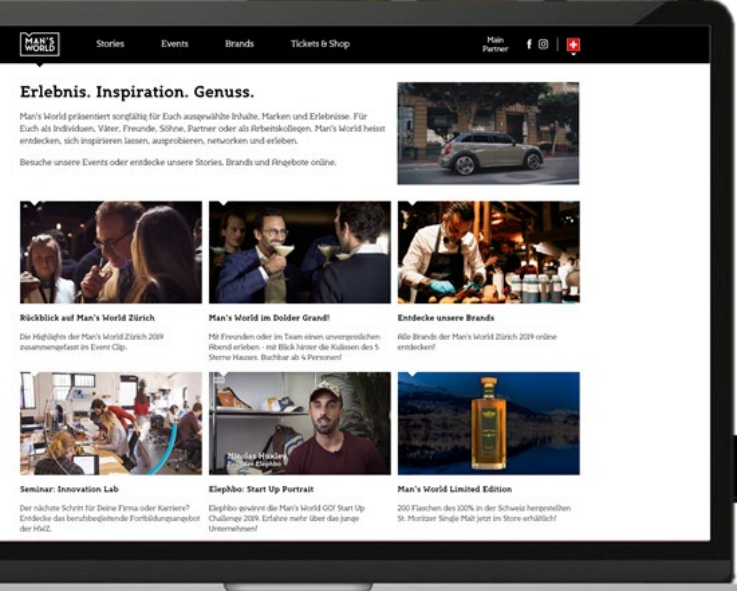 MAN'S
WORLD
Stories
Events
Brands
Tickets & Shop
Main
Partner
Erlebnis. Inspiration. Genuss.
Man's World präsentiert sorgfältig für Euch ausgewählte Inhalte, Marken und Erlebnisse. Für
Euch als Individuen, Väter, Freunde, Söhne, Partner oder als Arbeitskollegen. Man's World heisst
entdecken, sich inspirieren lassen, ausprobieren, networken und erleben.
Besuche unsere Events oder entdecke unsere Stories, Brands und Angebote online.
Rückblick auf Man's World Zürich
Die Highlights der Man's World Zürich 2019
zusammengefasst im Event Clip.
Man's World im Dolder Grand!
Mit Freunden oder im Team einen unvergesslichen
Abend erleben - mit Blick hinter die Kulissen des 5
Sterne Hauses. Buchbar ab 4 Personen!
Entdecke unsere Brands
Alle Brands der Man's World Zürich 2019 online
entdecken!
Nicolas Huxley
Founder Elephbo
Seminar: Innovation Lab
Der nächste Schritt für Deine Firma oder Karriere?
Entdecke das berufsbegleitende Fortbildungsangebot
der HWZ.
Elephbo: Start Up Portrait
Elephbo gewinnt die Man's World GO! Start Up
Challenge 2019. Erfahre mehr über das junge
Unternehmen!
Man's World Limited Edition
200 Flaschen des 100% in der Schweiz hergestellten
St. Moritzer Single Malt jetzt im Store erhältlich!